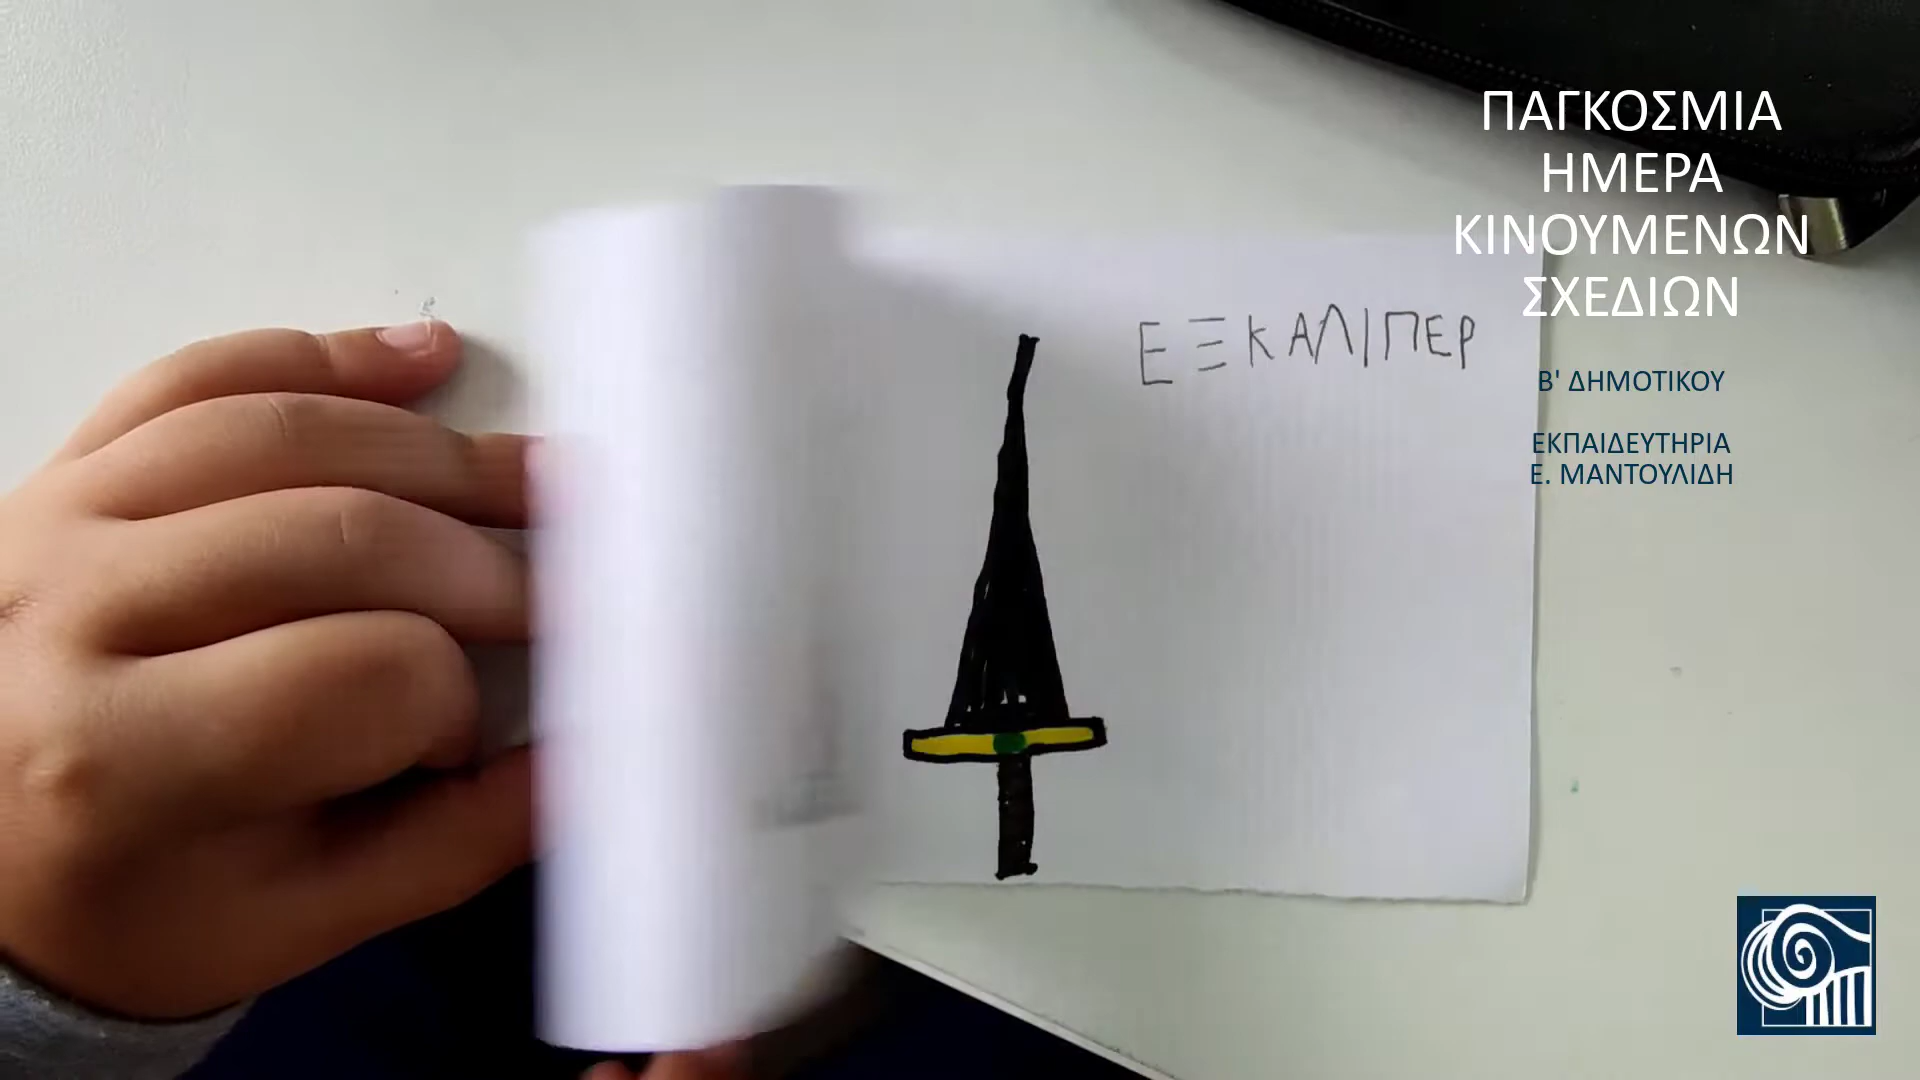 ΠΑΓΚΟΣΜΙΑ
ΗΜΕΡΑ
ΚΙΝΟΥΜΕΝΩΝ
ΣΧΕΔΙΩΝ
Β' ΔΗΜΟΤΙΚΟΥ
ΕΚΠΑΙΔΕΥΤΗΡΙΑ
Ε. ΜΑΝΤΟΥΛΙΔΗ
ΕΞΚΑΛΙΠΕΡ